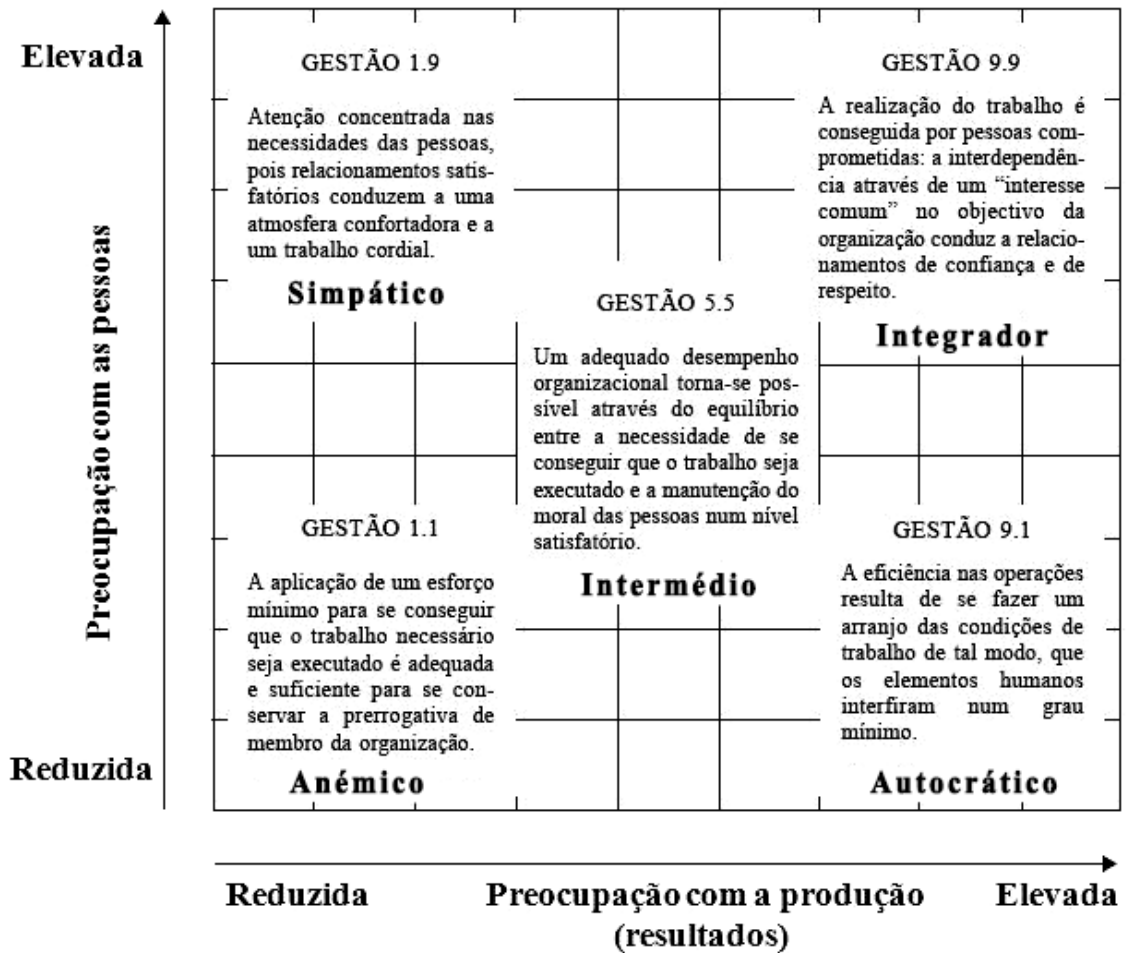 Elevada
GESTÃO 1.9
Atenção concentrada nas
necessidades das pessoas,
pois relacionamentos satis-
fatórios conduzem a uma
atmosfera confortadora e a
um trabalho cordial.
Simpático
GESTÃO 9.9
A realização do trabalho é
conseguida por pessoas com-
prometidas: a interdependên-
cia através de um “interesse
comum” no objectivo da
organização conduz a relacio-
namentos de confiança e de
respeito.
Integrador
Preocupação com as pessoas
GESTÃO 5.5
Um adequado desempenho
organizacional torna-se pos-
sível através do equilíbrio
entre a necessidade de se
conseguir que o trabalho seja
executado e a manutenção do
moral das pessoas num nível
satisfatório.
Intermédio
GESTÃO 1.1
A aplicação de um esforço
mínimo para se conseguir
que o trabalho necessário
seja executado é adequada
e suficiente para se con-
servar a prerrogativa de
membro da organização.
Anémico
GESTÃO 9.1
A eficiência nas operações
resulta de se fazer um
arranjo das condições de
trabalho de tal modo, que
os elementos humanos
interfiram num grau
mínimo.
Autocrático
Reduzida
Reduzida
Preocupação com a produção
(resultados)
Elevada